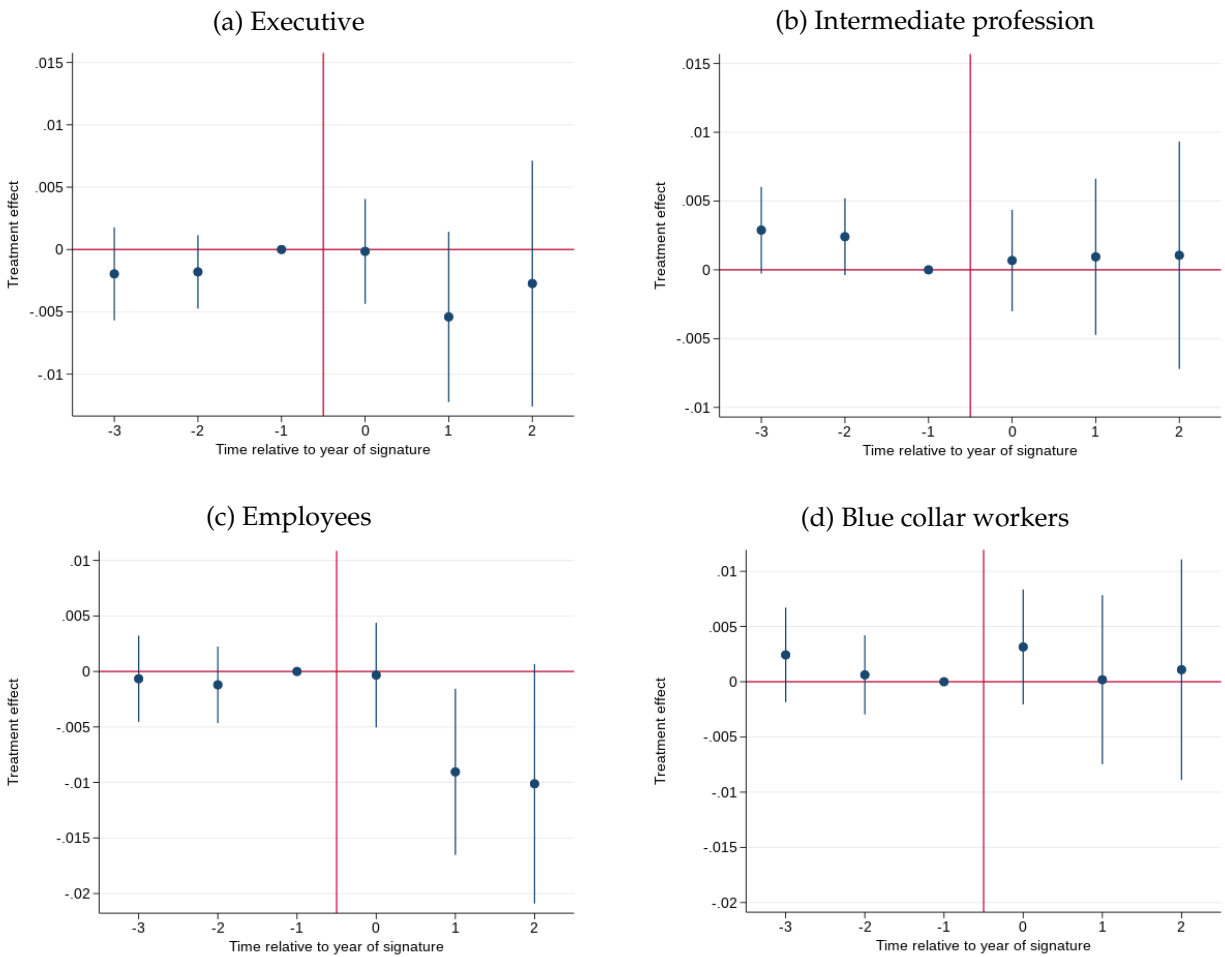 (a) Executive
.015
.01
.005
0
-.005
-.01
Treatment effect
-3 -2 -1 0 1 2
Time relative to year of signature
(b) Intermediate profession
.015
.01
.005
0
-.005
-.01
Treatment effect
-3 -2 -1 0 1 2
Time relative to year of signature
(c) Employees
.01
.005
0
-.005
-.01
-.015
-.02
Treatment effect
-3 -2 -1 0 1 2
Time relative to year of signature
(d) Blue collar workers
.01
.005
0
-.005
-.01
-.015
-.02
Treatment effect
-3 -2 -1 0 1 2
Time relative to year of signature